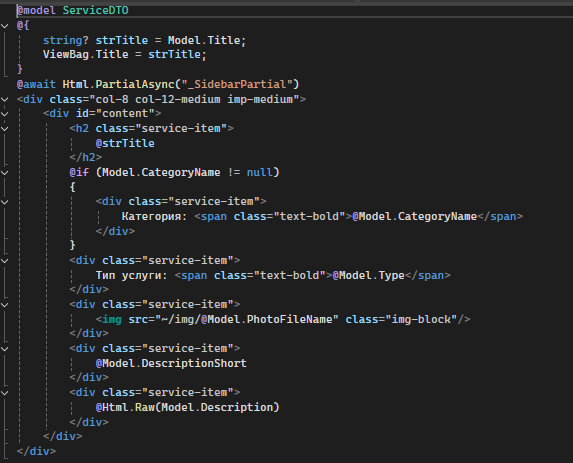 @model ServiceDTO
@{
    string? strTitle = Model.Title;
    ViewBag.Title = strTitle;
}
@await Html.PartialAsync("_SidebarPartial")
<div class="col-8 col-12-medium imp-medium">
    <div id="content">
        <h2 class="service-item">
            @strTitle
        </h2>
        @if (Model.CategoryName != null)
        {
            <div class="service-item">
                Категория: <span class="text-bold">@Model.CategoryName</span>
            </div>
        }
        <div class="service-item">
            Тип услуги: <span class="text-bold">@Model.Type</span>
        </div>
        <div class="service-item">
            <img src="~/img/@Model.PhotoFileName" class="img-block"/>
        </div>
        <div class="service-item">
            @Model.DescriptionShort
        </div>
        <div class="service-item">
            @Html.Raw(Model.Description)
        </div>
    </div>
</div>